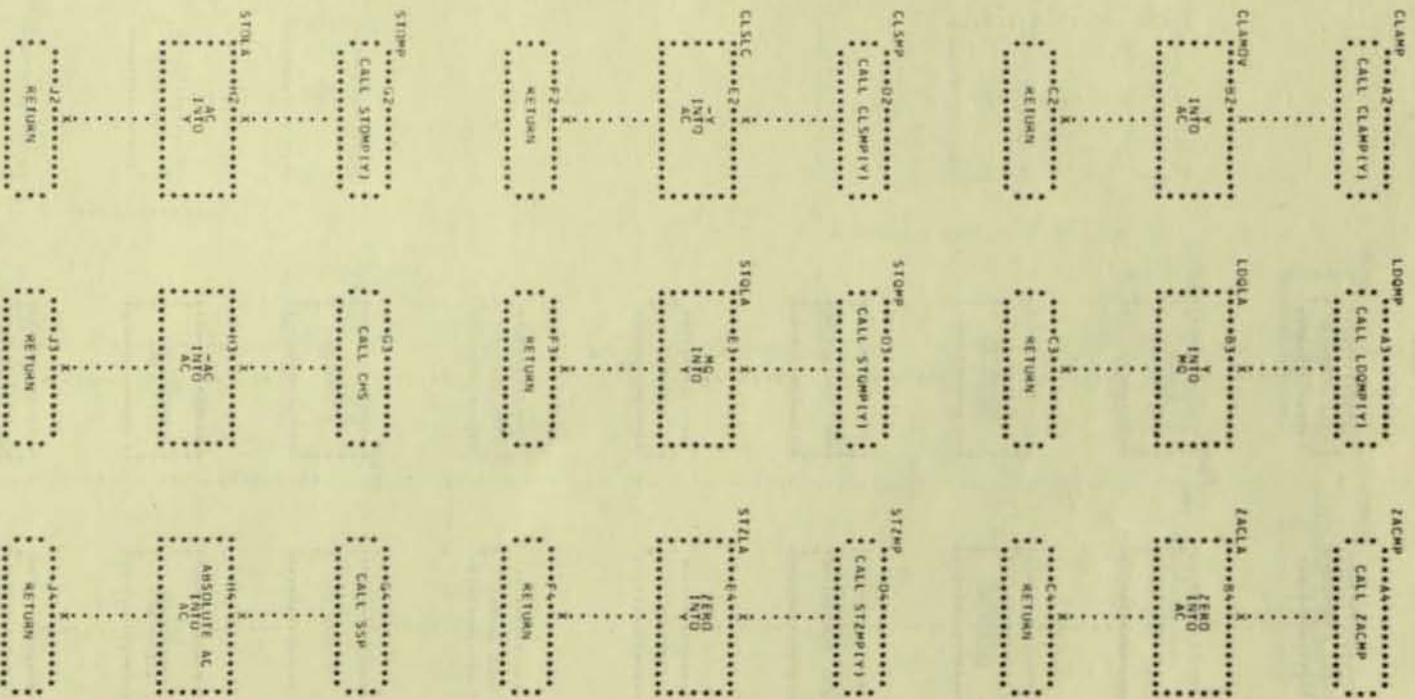 CLAMP LDQMP ZACMP
A2 A3 A4
CALL CLAMP(Y) CALL LDQMP(Y) CALL ZACMP
X X X
CLAMOV LDQLA ZACLA
B2 B3 B4
Y Y ZERO
INTO INTO INTO
AC MQ AC
X X X
C2 C3 C4
RETURN RETURN RETURN
CLSMP STQMP STZMP
D2 D3 D4
CALL CLSMP(Y) CALL STQMP(Y) CALL STZMP(Y)
X X X
CLSLC STQLA STZLA
E2 E3 E4
-Y MQ ZERO
INTO INTO INTO
AC Y Y
X X X
F2 F3 F4
RETURN RETURN RETURN
STOMP
G2 G3 G4
CALL STOMP(Y) CALL CHS CALL SSP
X X X
STOLA
H2 H3 H4
AC -AC ABSOLUTE AC
INTO INTO INTO
Y AC AC
X X X
J2 J3 J4
RETURN RETURN RETURN